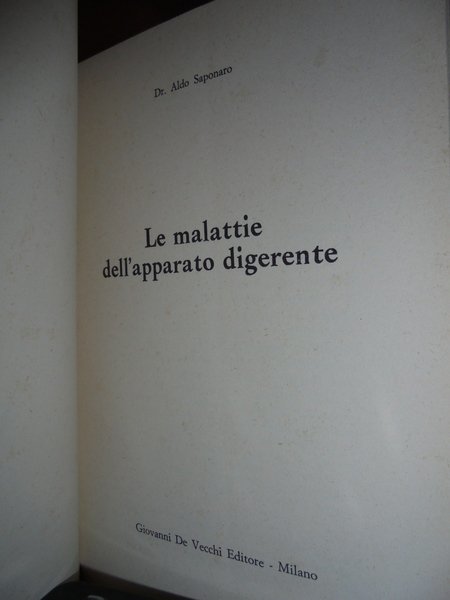 Dr. Aldo Saponaro
Le malattie
dell'apparato digerente
Giovanni De Vecchi Editore - Milano